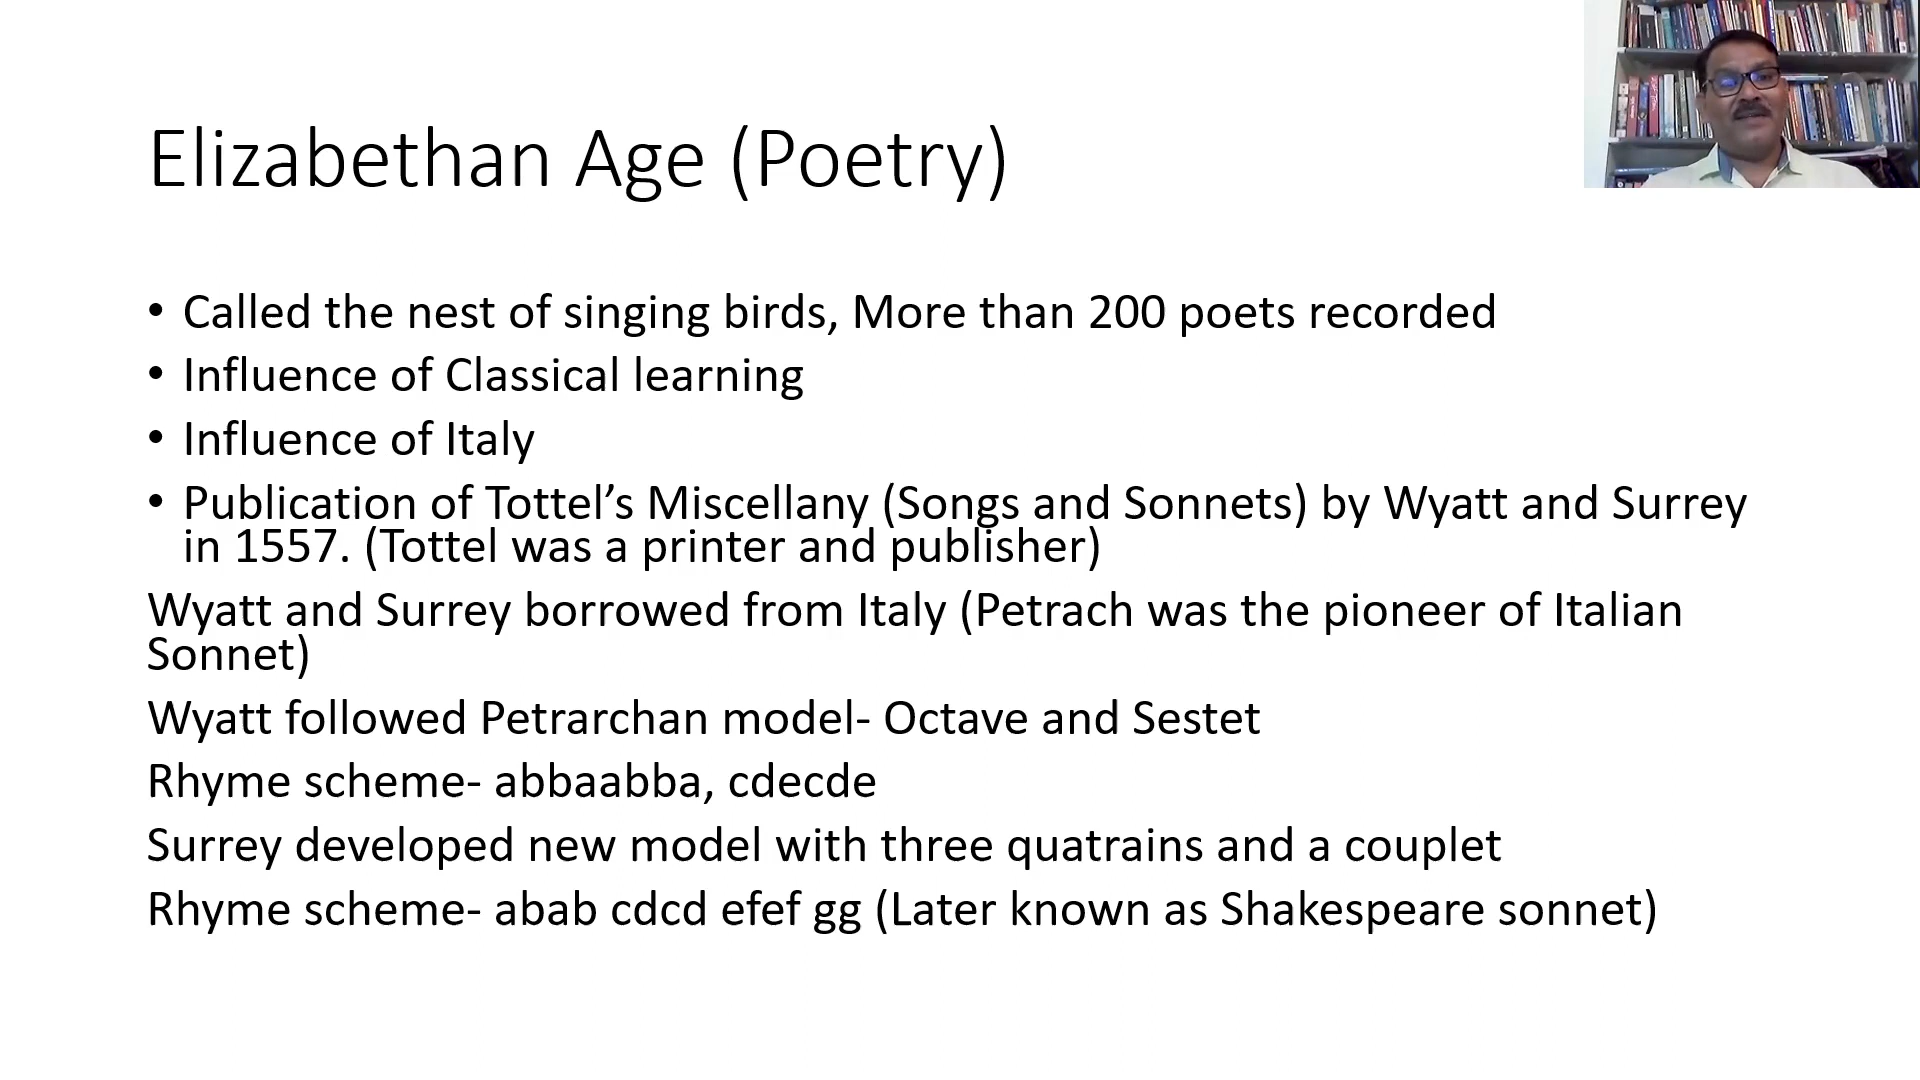 Elizabethan Age (Poetry)
• Called the nest of singing birds, More than 200 poets recorded
• Influence of Classical learning
• Influence of Italy
• Publication of Tottel’s Miscellany (Songs and Sonnets) by Wyatt and Surrey
in 1557. (Tottel was a printer and publisher)
Wyatt and Surrey borrowed from Italy (Petrach was the pioneer of Italian
Sonnet)
Wyatt followed Petrarchan model- Octave and Sestet
Rhyme scheme- abbaabba, cdecde
Surrey developed new model with three quatrains and a couplet
Rhyme scheme- abab cdcd efef gg (Later known as Shakespeare sonnet)